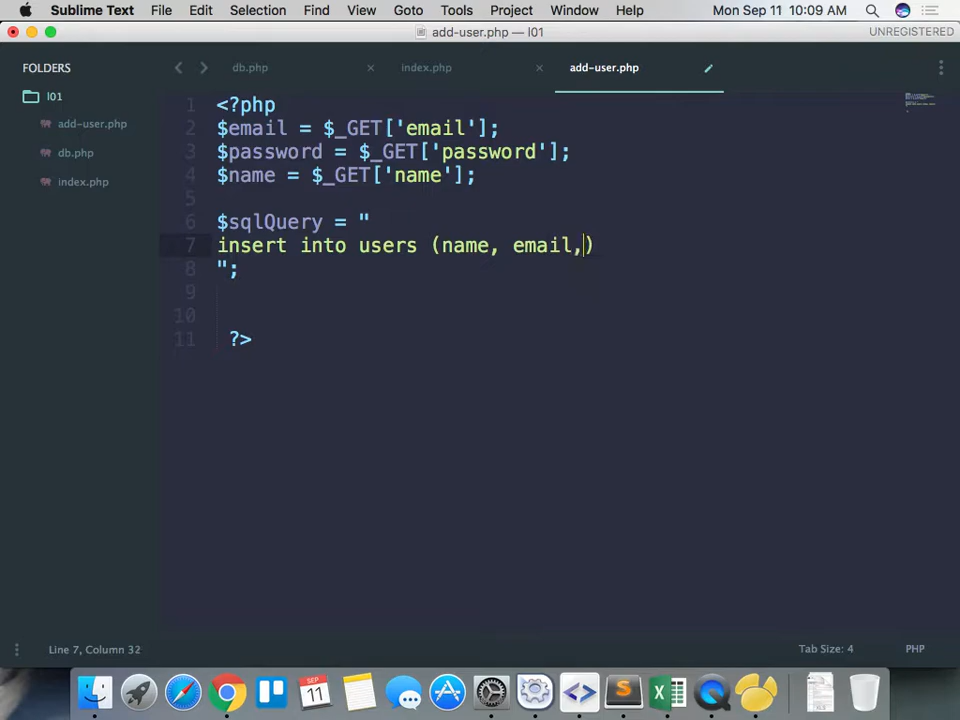 Sublime Text File Edit Selection Find View Goto Tools Project Window Help Mon Sep 11 10:09 AM
add-user.php — l01 UNREGISTERED
FOLDERS
l01
add-user.php
db.php
index.php
db.php × index.php × add-user.php
1 <?php
2 $email = $_GET['email'];
3 $password = $_GET['password'];
4 $name = $_GET['name'];
5
6 $sqlQuery = "
7 insert into users (name, email,)
8 ";
9
10
11 ?>
Line 7, Column 32 Tab Size: 4 PHP
SEP
11